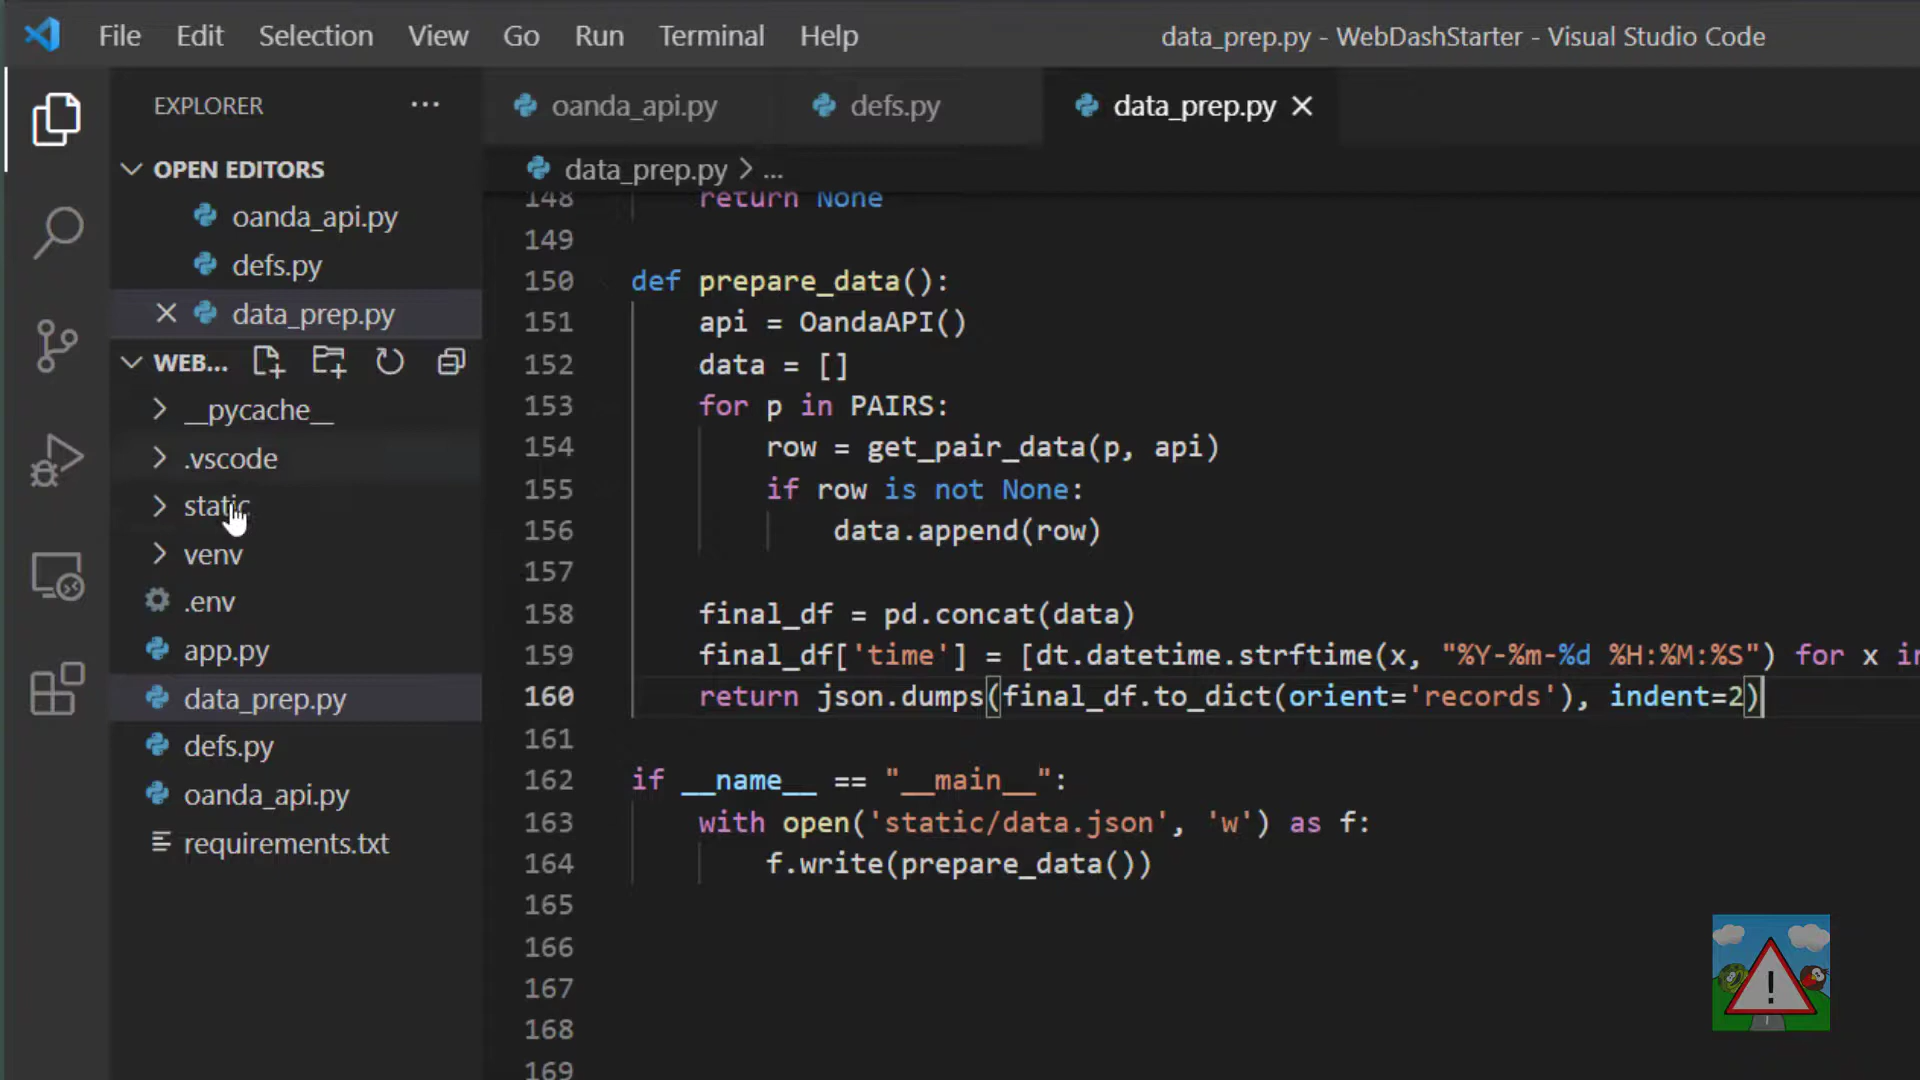 File Edit Selection View Go Run Terminal Help data_prep.py - WebDashStarter - Visual Studio Code
EXPLORER ...
oanda_api.py defs.py data_prep.py
OPEN EDITORS
oanda_api.py
defs.py
data_prep.py
WEB...
__pycache__
.vscode
static
venv
.env
app.py
data_prep.py
defs.py
oanda_api.py
requirements.txt
data_prep.py > ...
148 return None
149
150 def prepare_data():
151 api = OandaAPI()
152 data = []
153 for p in PAIRS:
154 row = get_pair_data(p, api)
155 if row is not None:
156 data.append(row)
157
158 final_df = pd.concat(data)
159 final_df['time'] = [dt.datetime.strftime(x, "%Y-%m-%d %H:%M:%S") for x in
160 return json.dumps(final_df.to_dict(orient='records'), indent=2)
161
162 if __name__ == "__main__":
163 with open('static/data.json', 'w') as f:
164 f.write(prepare_data())
165
166
167
168
169
!